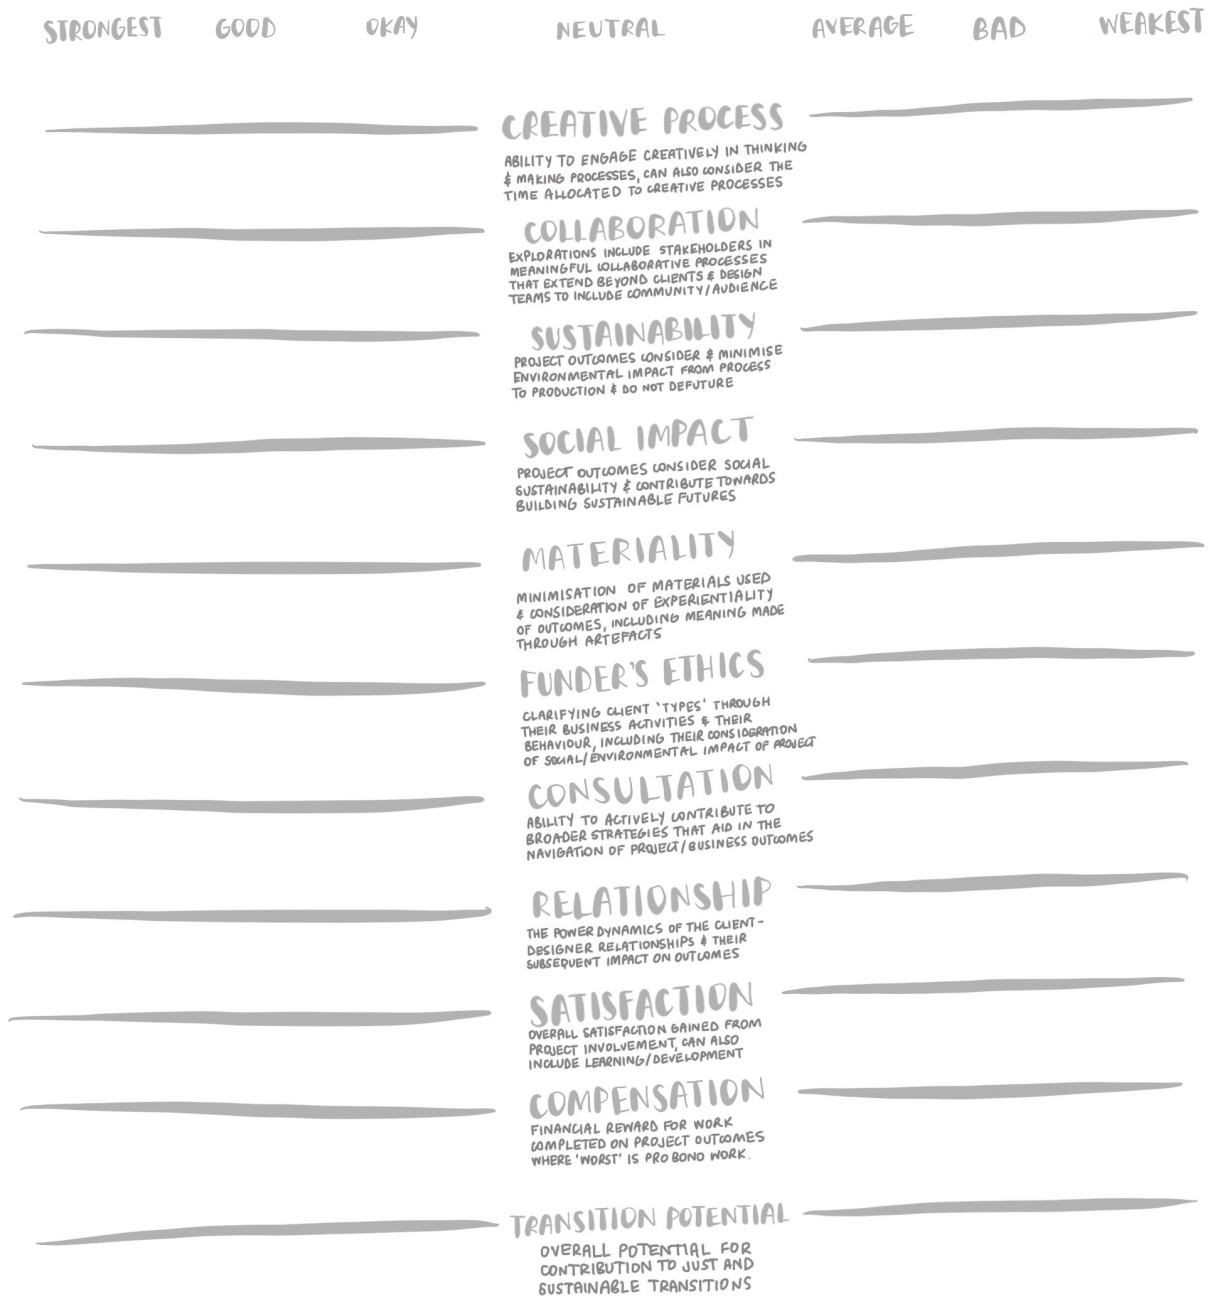 STRONGEST GOOD OKAY NEUTRAL AVERAGE BAD WEAKEST
CREATIVE PROCESS
ABILITY TO ENGAGE CREATIVELY IN THINKING
& MAKING PROCESSES, CAN ALSO CONSIDER THE
TIME ALLOCATED TO CREATIVE PROCESSES
COLLABORATION
EXPLORATIONS INCLUDE STAKEHOLDERS IN
MEANINGFUL COLLABORATIVE PROCESSES
THAT EXTEND BEYOND CLIENTS & DESIGN
TEAMS TO INCLUDE COMMUNITY/AUDIENCE
SUSTAINABILITY
PROJECT OUTCOMES CONSIDER & MINIMISE
ENVIRONMENTAL IMPACT FROM PROCESS
TO PRODUCTION & DO NOT DEFUTURE
SOCIAL IMPACT
PROJECT OUTCOMES CONSIDER SOCIAL
SUSTAINABILITY & CONTRIBUTE TOWARDS
BUILDING SUSTAINABLE FUTURES
MATERIALITY
MINIMISATION OF MATERIALS USED
& CONSIDERATION OF EXPERIENTIALITY
OF OUTCOMES, INCLUDING MEANING MADE
THROUGH ARTEFACTS
FUNDER'S ETHICS
CLARIFYING CLIENT 'TYPES' THROUGH
THEIR BUSINESS ACTIVITIES & THEIR
BEHAVIOUR, INCLUDING THEIR CONSIDERATION
OF SOCIAL/ENVIRONMENTAL IMPACT OF PROJECT
CONSULTATION
ABILITY TO ACTIVELY CONTRIBUTE TO
BROADER STRATEGIES THAT AID IN THE
NAVIGATION OF PROJECT/BUSINESS OUTCOMES
RELATIONSHIP
THE POWER DYNAMICS OF THE CLIENT-
DESIGNER RELATIONSHIPS & THEIR
SUBSEQUENT IMPACT ON OUTCOMES
SATISFACTION
OVERALL SATISFACTION GAINED FROM
PROJECT INVOLVEMENT, CAN ALSO
INCLUDE LEARNING/DEVELOPMENT
COMPENSATION
FINANCIAL REWARD FOR WORK
COMPLETED ON PROJECT OUTCOMES
WHERE 'WORST' IS PRO BONO WORK.
TRANSITION POTENTIAL
OVERALL POTENTIAL FOR
CONTRIBUTION TO JUST AND
SUSTAINABLE TRANSITIONS